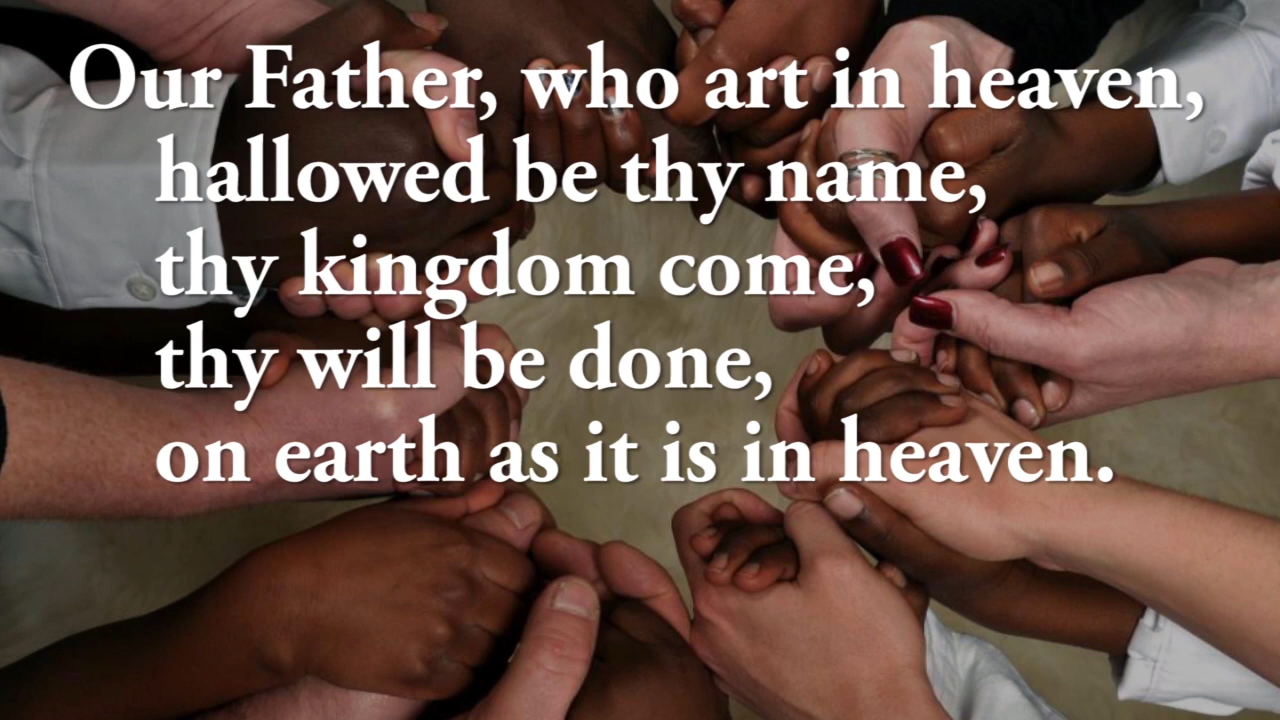 Our Father, who art in heaven,
hallowed be thy name,
thy kingdom come,
thy will be done,
on earth as it is in heaven.